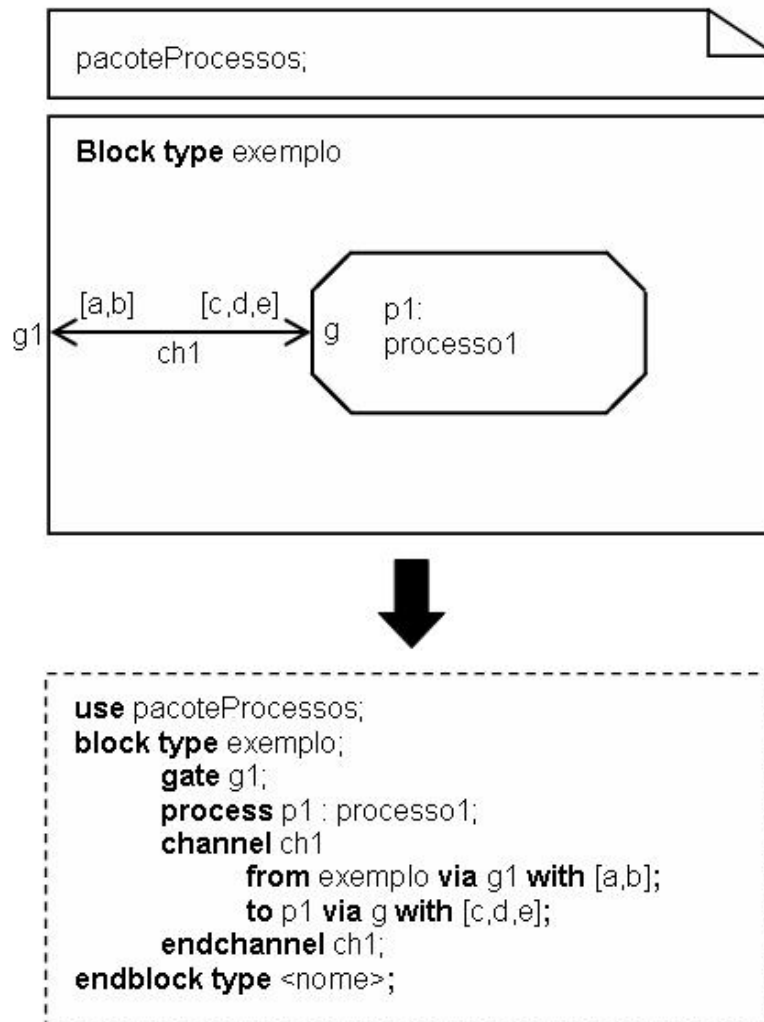 pacoteProcessos;
Block type exemplo
[a,b] [c,d,e]
g1 g p1:
ch1 processo1
use pacoteProcessos;
block type exemplo;
gate g1;
process p1 : processo1;
channel ch1
from exemplo via g1 with [a,b];
to p1 via g with [c,d,e];
endchannel ch1;
endblock type <nome>;